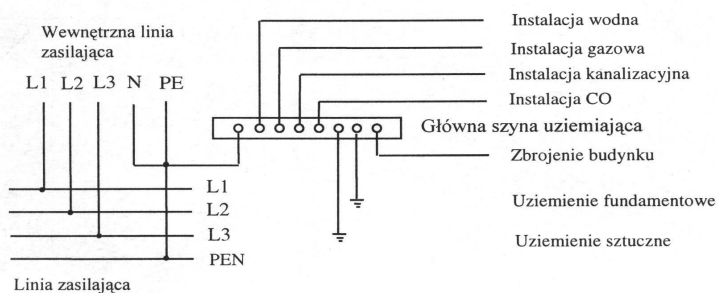 Wewnętrzna linia
zasilająca
L1 L2 L3 N PE
Instalacja wodna
Instalacja gazowa
Instalacja kanalizacyjna
Instalacja CO
Główna szyna uziemiająca
Zbrojenie budynku
L1
L2
L3
PEN
Uziemienie fundamentowe
Uziemienie sztuczne
Linia zasilająca